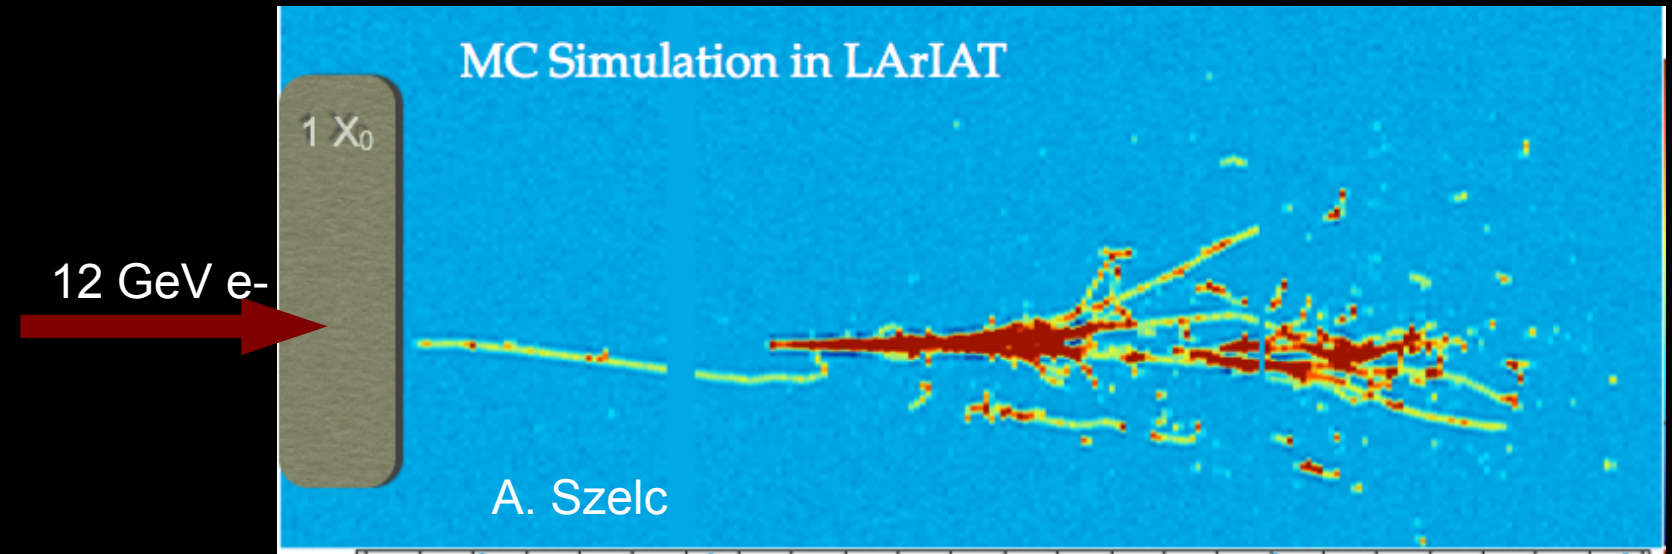 MC Simulation in LArIAT
1 X₀
12 GeV e-
A. Szelc